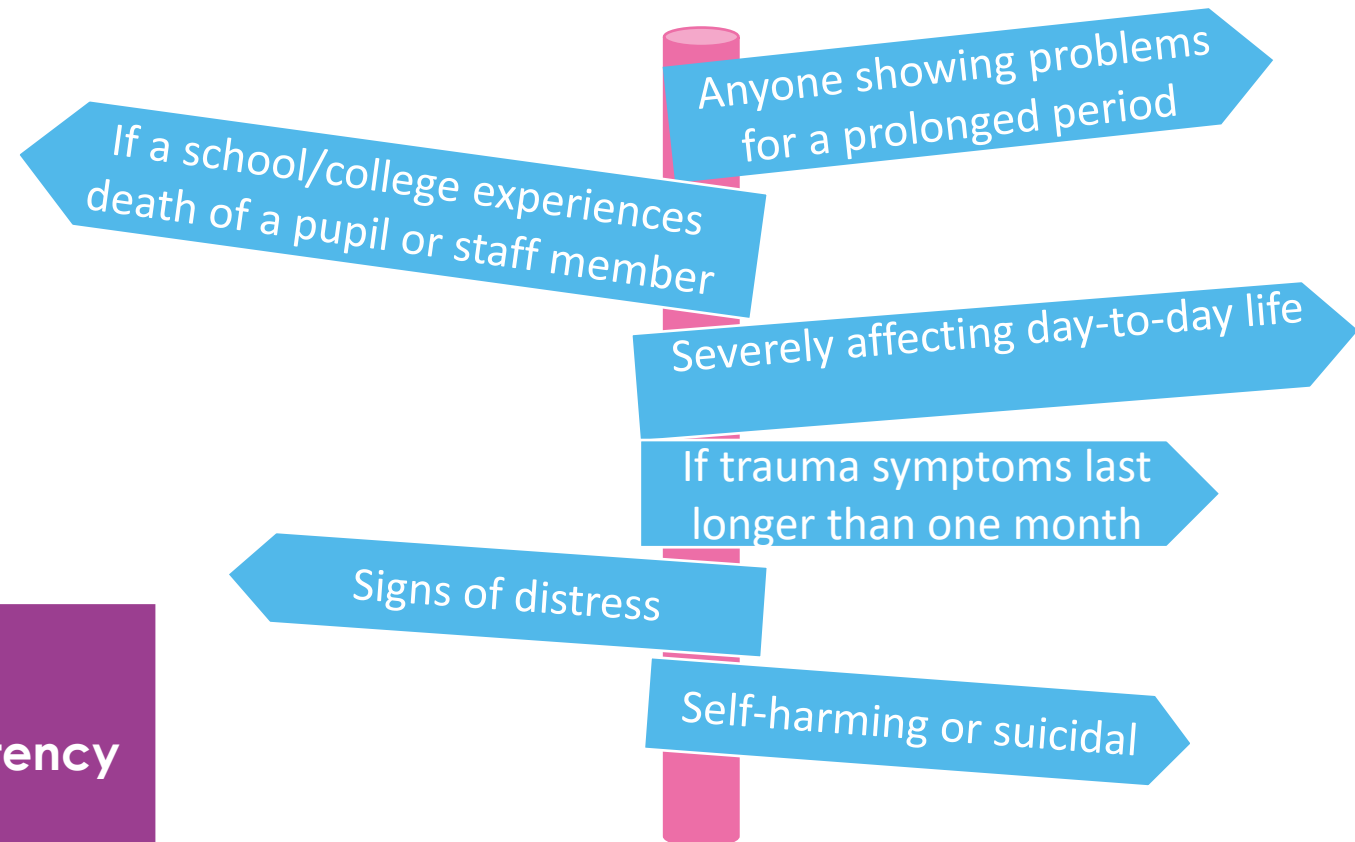 Anyone showing problems
for a prolonged period
If a school/college experiences
death of a pupil or staff member
Severely affecting day-to-day life
If trauma symptoms last
longer than one month
Signs of distress
Self-harming or suicidal